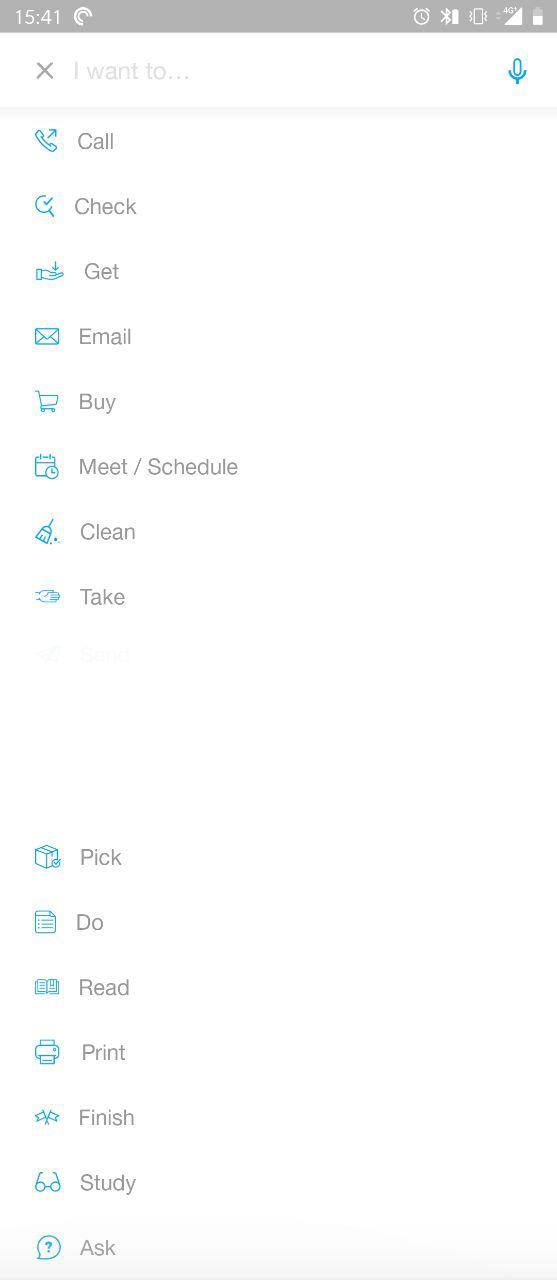 15:41
4G+
I want to...
Call
Check
Get
Email
Buy
Meet / Schedule
Clean
Take
Send
Pick
Do
Read
Print
Finish
Study
Ask